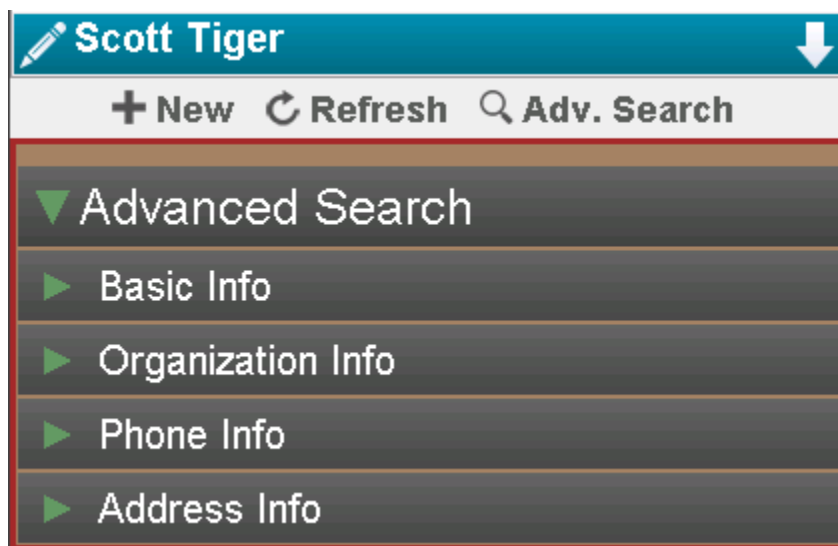 Scott Tiger
New Refresh Adv. Search
Advanced Search
Basic Info
Organization Info
Phone Info
Address Info